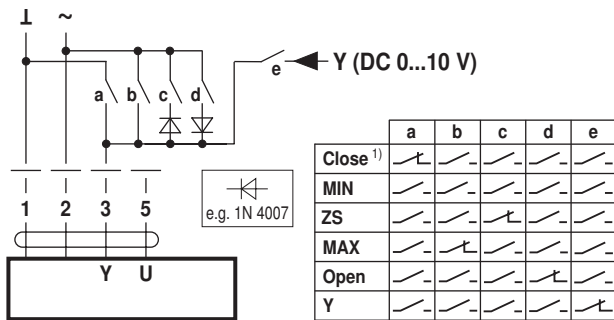 ⊥ ~
e Y (DC 0...10 V)
a b c d
1 2 3 5
e.g. 1N 4007
Y U
a b c d e
Close 1)
MIN
ZS
MAX
Open
Y